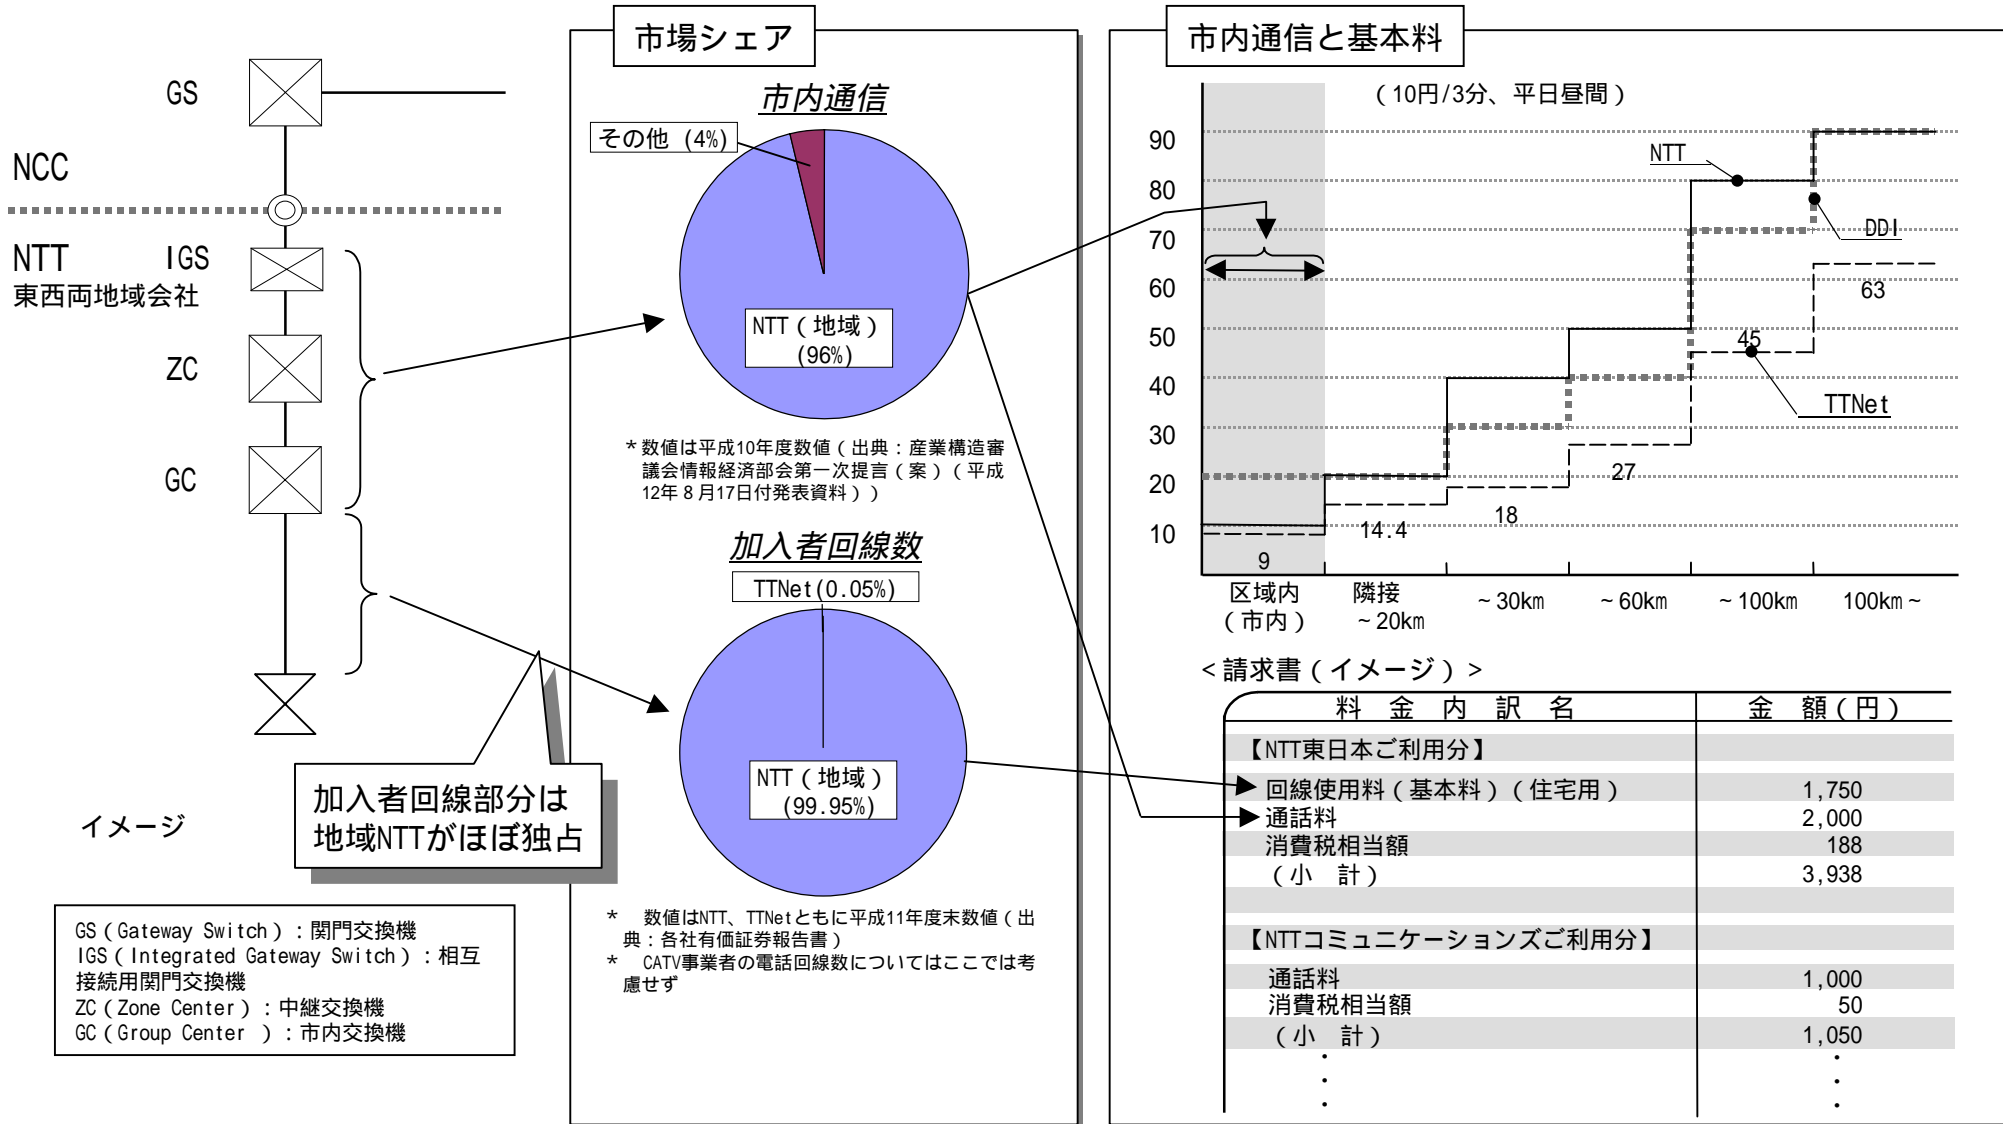 GS
NCC
NTT
東西両地域会社
IGS
ZC
GC
イメージ
加入者回線部分は
地域NTTがほぼ独占
GS（Gateway Switch）：関門交換機
IGS（Integrated Gateway Switch）：相互
接続用関門交換機
ZC（Zone Center）：中継交換機
GC（Group Center ）：市内交換機
市場シェア
市内通信
その他 (4%)
NTT（地域）
(96%)
*数値は平成10年度数値（出典：産業構造審
議会情報経済部会第一次提言（案）（平成
12年８月17日付発表資料））
加入者回線数
TTNet(0.05%)
NTT（地域）
(99.95%)
*　数値はNTT、TTNetともに平成11年度末数値（出
典：各社有価証券報告書）
*　CATV事業者の電話回線数についてはここでは考
慮せず
市内通信と基本料
（10円/3分、平日昼間）
90
80
70
60
50
40
30
20
10
NTT
DDI
63
45
TTNet
27
18
14.4
9
区域内
（市内）
隣接
~20km
~30km
~60km
~100km
100km~
<請求書（イメージ）>
料　金　内　訳　名　金　額(円)
【NTT東日本ご利用分】
回線使用料（基本料）（住宅用）　1,750
通話料　2,000
消費税相当額　188
（小　計）　3,938
【NTTコミュニケーションズご利用分】
通話料　1,000
消費税相当額　50
（小　計）　1,050
・　・
・　・
・　・